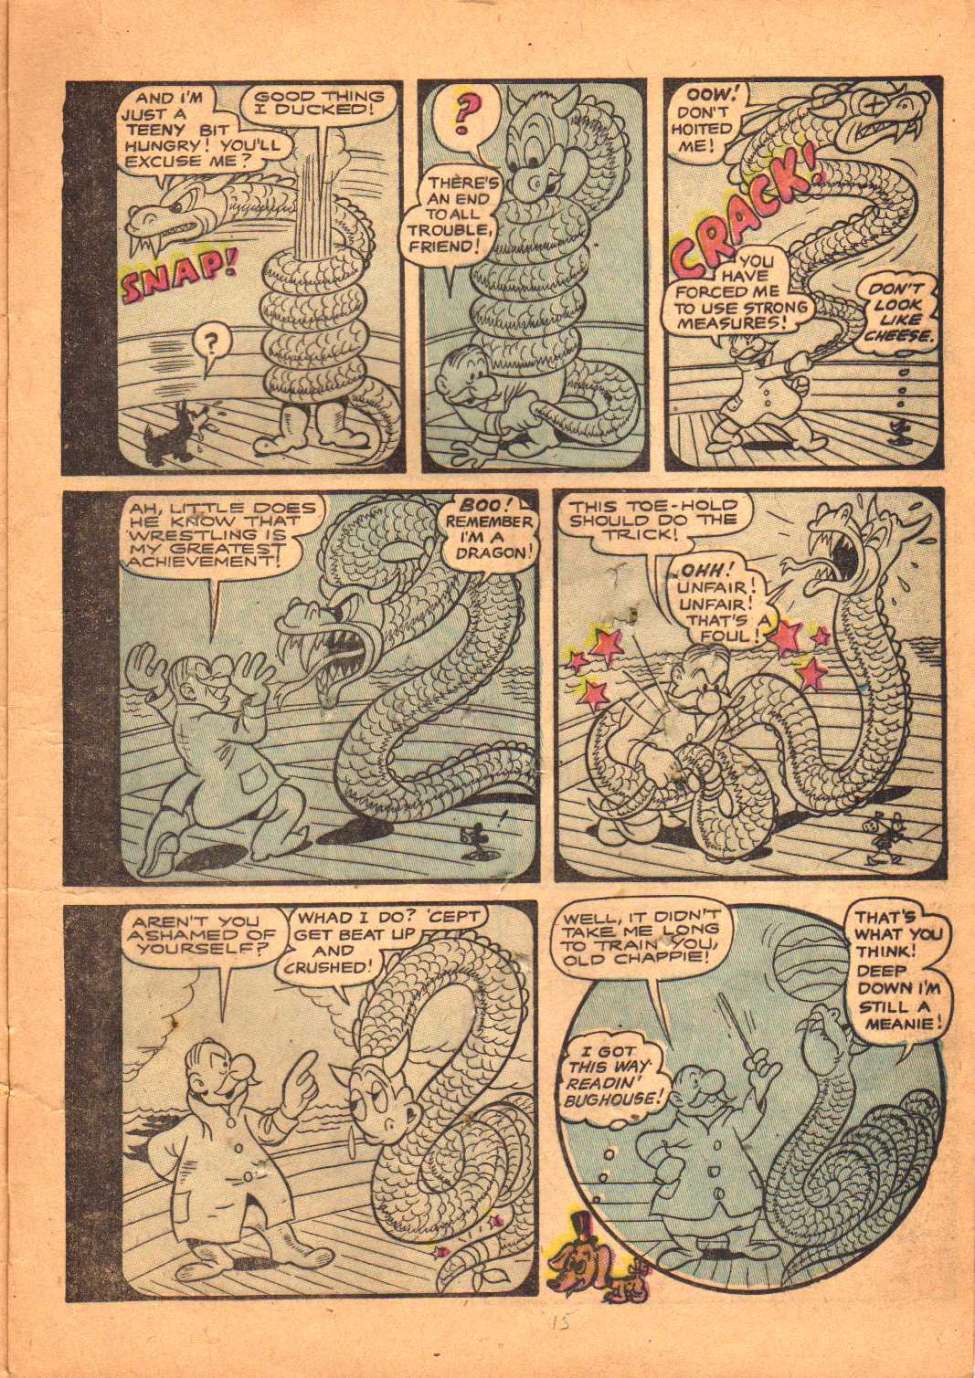 AND I'M
JUST A
TEENY BIT
HUNGRY! YOU'LL
EXCUSE ME?
GOOD THING
I DUCKED!
SNAP!
?
?
THERE'S
AN END
TO ALL
TROUBLE,
FRIEND!
OOW!
DON'T
HOITED
ME!
CRACK!
YOU
HAVE
FORCED ME
TO USE STRONG
MEASURES!
DON'T
LOOK
LIKE
CHEESE.
AH, LITTLE DOES
HE KNOW THAT
WRESTLING IS
MY GREATEST
ACHIEVEMENT!
BOO!
REMEMBER
I'M A
DRAGON!
THIS TOE-HOLD
SHOULD DO THE
TRICK!
OHH!
UNFAIR!
UNFAIR!
THAT'S A
FOUL!
AREN'T YOU
ASHAMED OF
YOURSELF?
WHAD I DO? 'CEPT
GET BEAT UP
AND
CRUSHED!
WELL, IT DIDN'T
TAKE ME LONG
TO TRAIN YOU,
OLD CHAPPIE!
THAT'S
WHAT YOU
THINK!
DEEP
DOWN I'M
STILL A
MEANIE!
I GOT
THIS WAY
READIN'
BUGHOUSE!
15